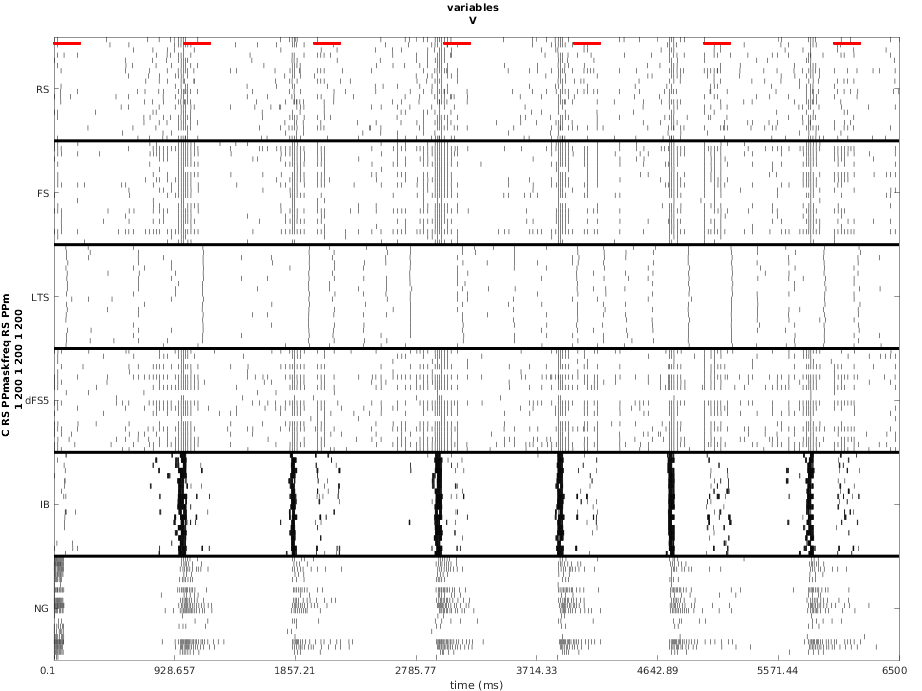 variables
V
C RS PPmaskfreq RS PPm
1 200 1 200 1 200
RS
FS
LTS
dFS5
IB
NG
0.1 928.657 1857.21 2785.77 3714.33 4642.89 5571.44 6500
time (ms)